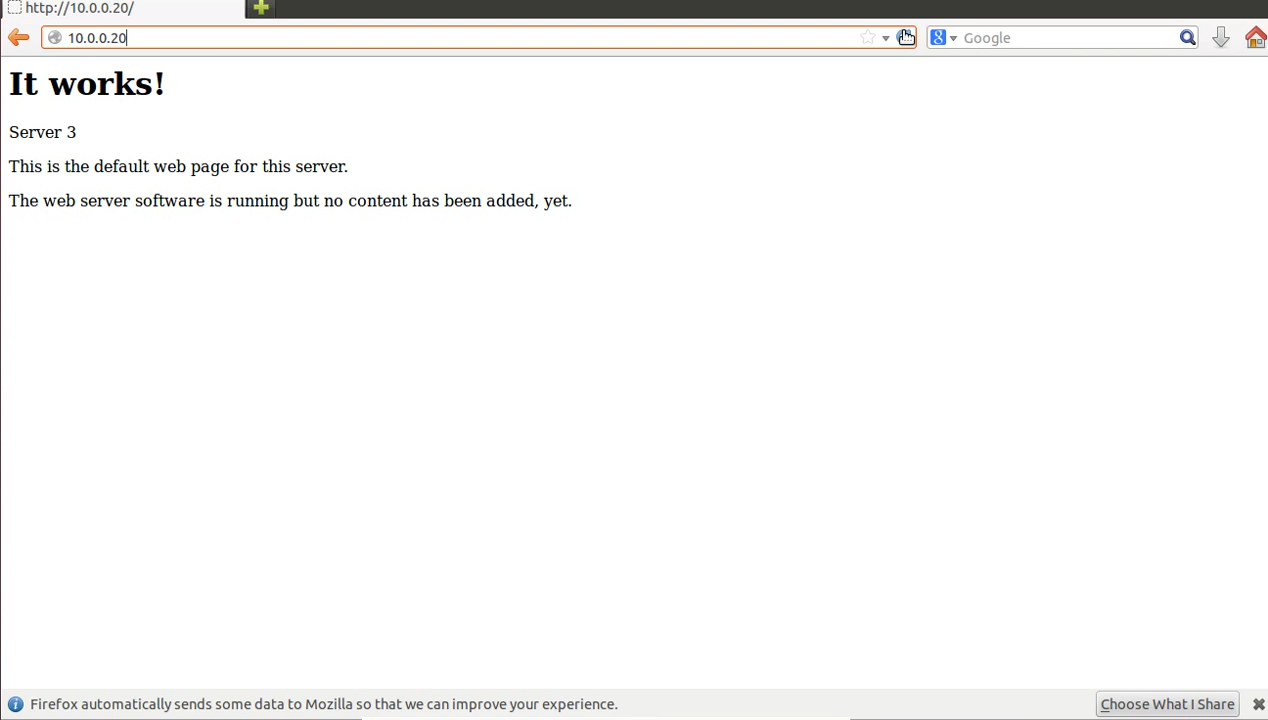 http://10.0.0.20/
10.0.0.20
Google
It works!
Server 3
This is the default web page for this server.
The web server software is running but no content has been added, yet.
Firefox automatically sends some data to Mozilla so that we can improve your experience.
Choose What I Share